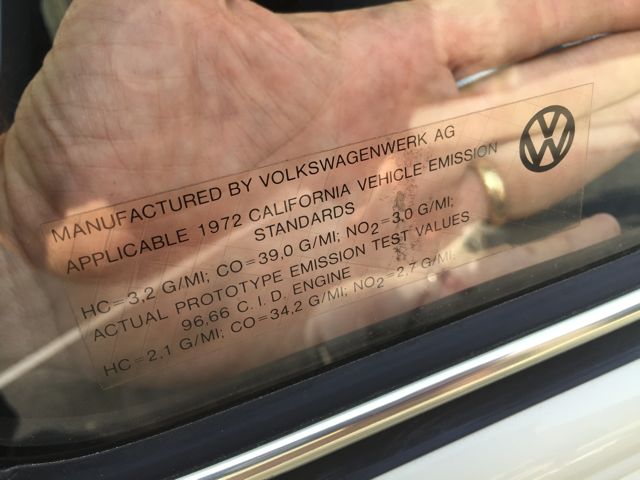 MANUFACTURED BY VOLKSWAGENWERK AG
APPLICABLE 1972 CALIFORNIA VEHICLE EMISSION
STANDARDS
HC=3,2 G/MI; CO=39.0 G/MI; NO2=3.0 G/MI;
ACTUAL PROTOTYPE EMISSION TEST VALUES
96,66 C.I.D. ENGINE
HC=2,1 G/MI; CO=34.2 G/MI; NO2=2,7 G/MI;
VW